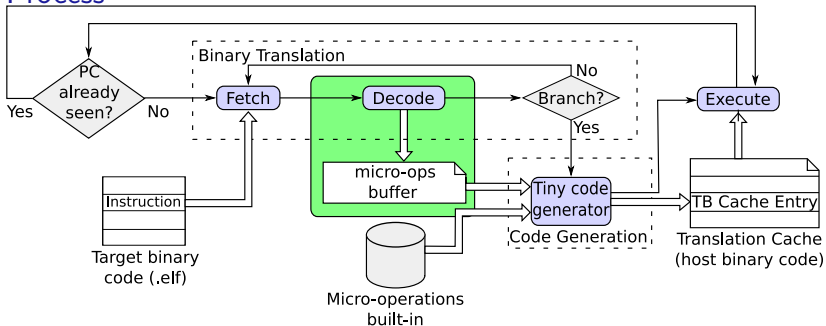 Process
Binary Translation
PC
already
seen?
Yes
No
Fetch
Decode
Branch?
No
Yes
Execute
micro-ops
buffer
Instruction
Target binary
code (.elf)
Tiny code
generator
Code Generation
TB Cache Entry
Translation Cache
(host binary code)
Micro-operations
built-in